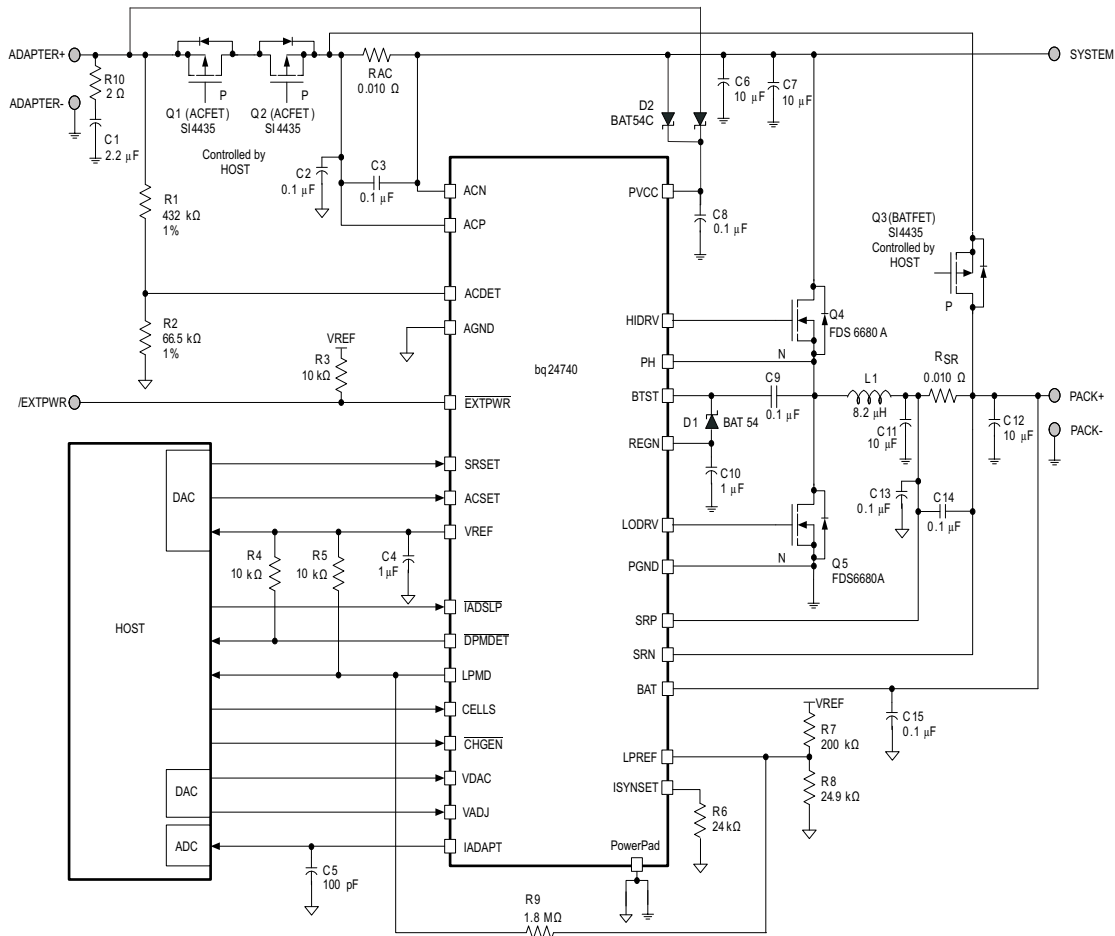 ADAPTER+
R10
2 Ω
ADAPTER-
C1
2.2 µF
P
Q1 (ACFET)
SI4435
P
Q2 (ACFET)
SI4435
Controlled by
HOST
RAC
0.010 Ω
C6
10 µF
C7
10 µF
SYSTEM
D2
BAT54C
R1
432 kΩ
1%
C2
0.1 µF
C3
0.1 µF
ACN
ACP
PVCC
C8
0.1 µF
Q3(BATFET)
SI4435
Controlled by
HOST
P
R2
66.5 kΩ
1%
ACDET
AGND
VREF
R3
10 kΩ
/EXTPWR
EXTPWR
bq24740
HIDRV
Q4
FDS 6680 A
PH
N
BTST
C9
0.1 µF
L1
8.2 µH
RSR
0.010 Ω
PACK+
PACK-
C11
10 µF
C12
10 µF
D1
BAT 54
REGN
C10
1 µF
C13
0.1 µF
C14
0.1 µF
LODRV
PGND
N
Q5
FDS6680A
DAC
SRSET
ACSET
VREF
R4
10 kΩ
R5
10 kΩ
C4
1 µF
HOST
IADSLP
DPMDET
LPMD
CELLS
CHGEN
DAC
VDAC
VADJ
ADC
IADAPT
C5
100 pF
SRP
SRN
BAT
C15
0.1 µF
VREF
R7
200 kΩ
LPREF
R8
24.9 kΩ
ISYNSET
R6
24 kΩ
PowerPad
R9
1.8 MΩ